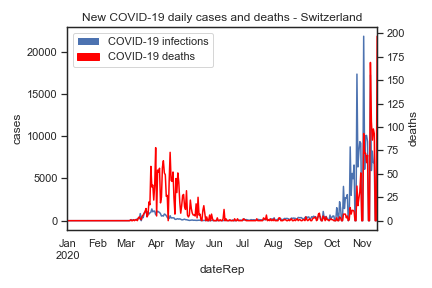 New COVID-19 daily cases and deaths - Switzerland
COVID-19 infections
COVID-19 deaths
20000
15000
10000
5000
0
cases
200
175
150
125
100
75
50
25
0
deaths
Jan Feb Mar Apr May Jun Jul Aug Sep Oct Nov
2020
dateRep